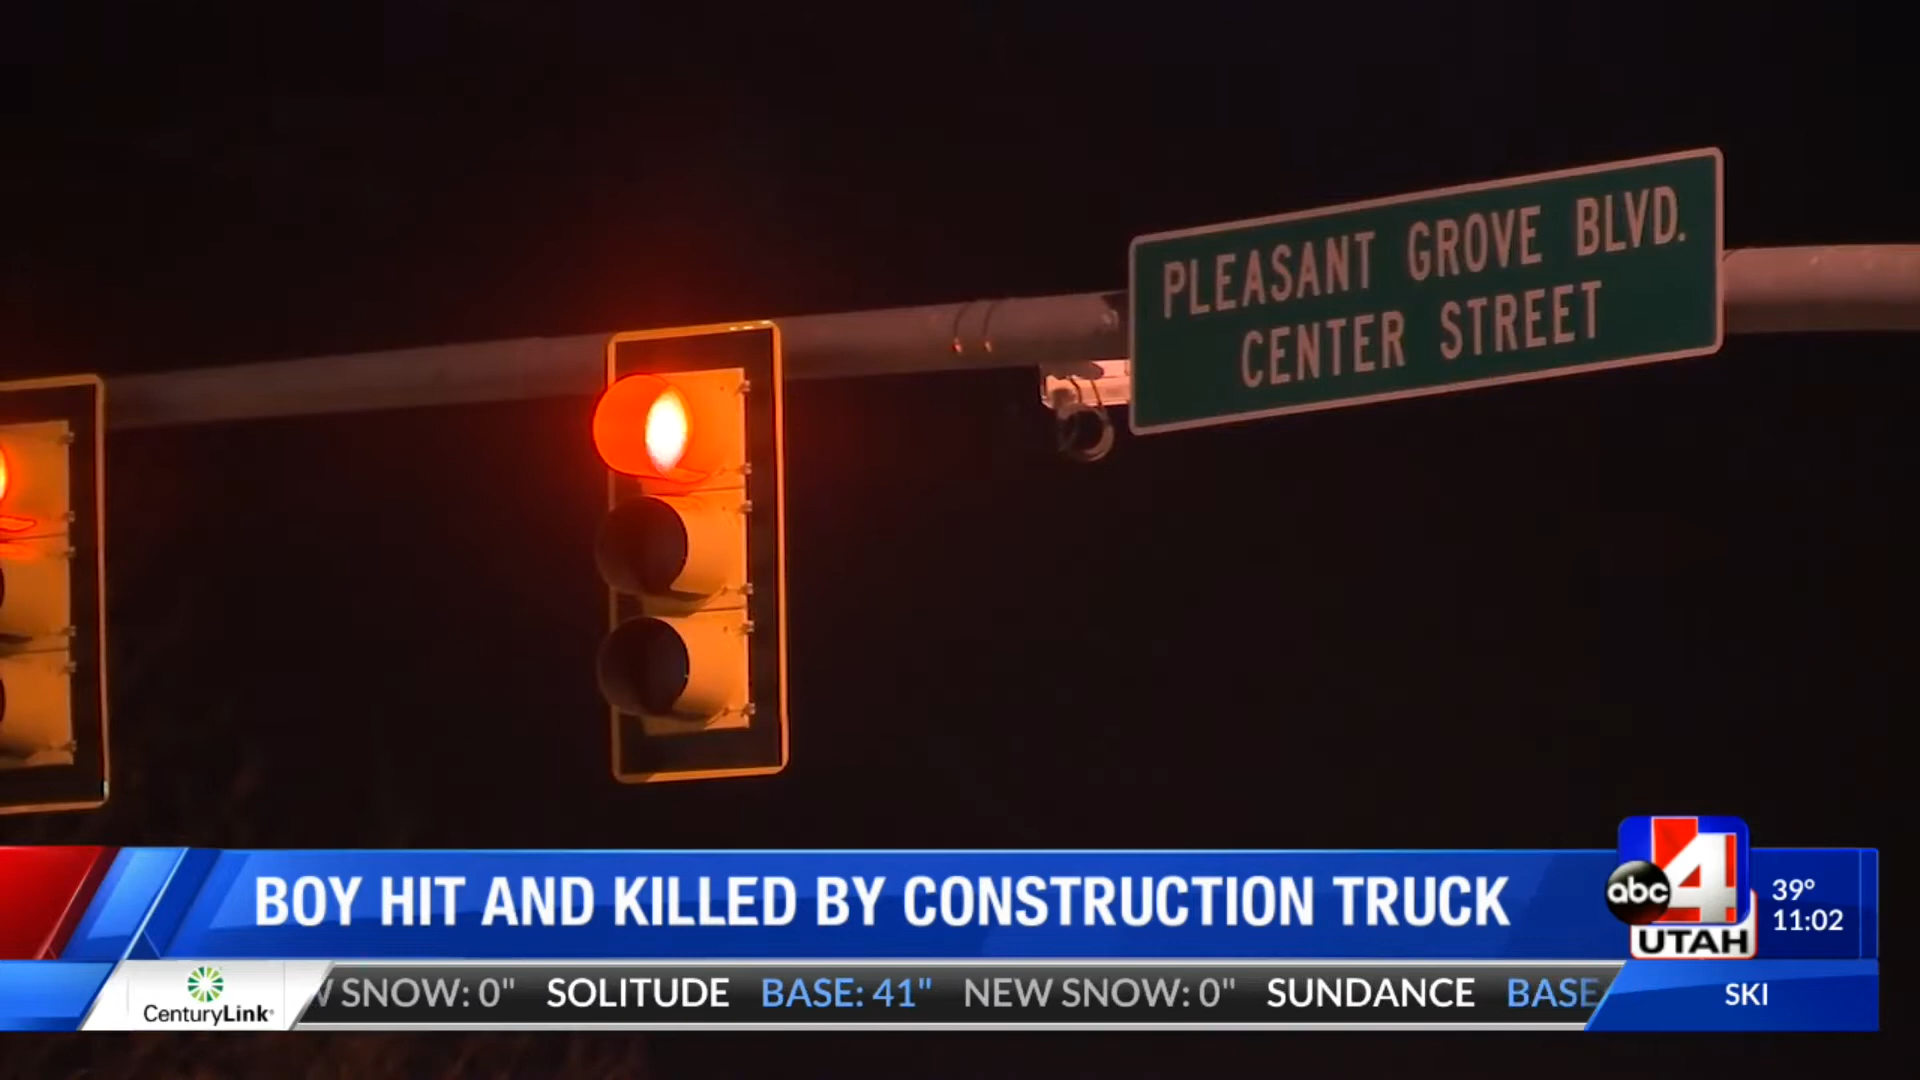 PLEASANT GROVE BLVD.
CENTER STREET
BOY HIT AND KILLED BY CONSTRUCTION TRUCK
abc 4
UTAH
39°
11:02
CenturyLink
SNOW: 0" SOLITUDE BASE: 41" NEW SNOW: 0" SUNDANCE BASE
SKI